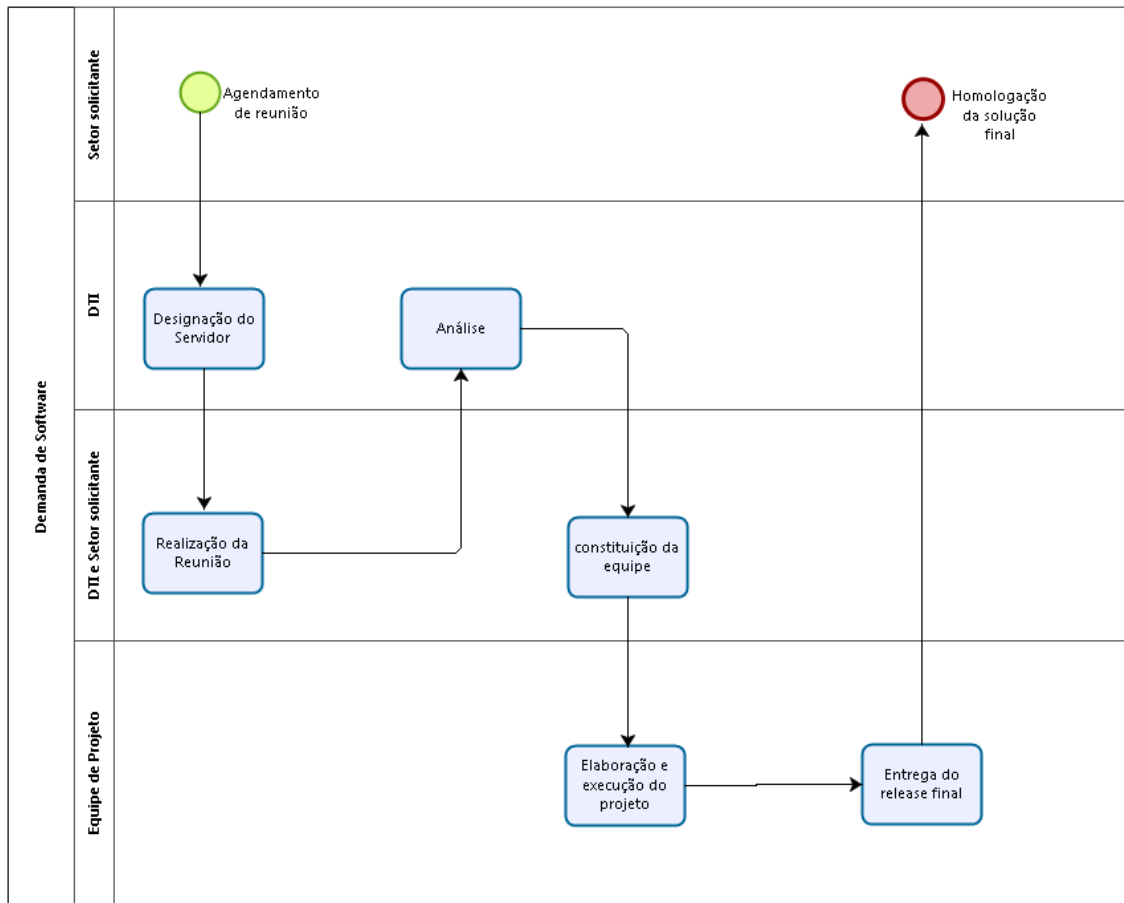 Demanda de Software
Setor solicitante
Agendamento
de reunião
Homologação
da solução
final
DTI
Designação do
Servidor
Análise
DTI e Setor solicitante
Realização da
Reunião
constituição da
equipe
Equipe de Projeto
Elaboração e
execução do
projeto
Entrega do
release final